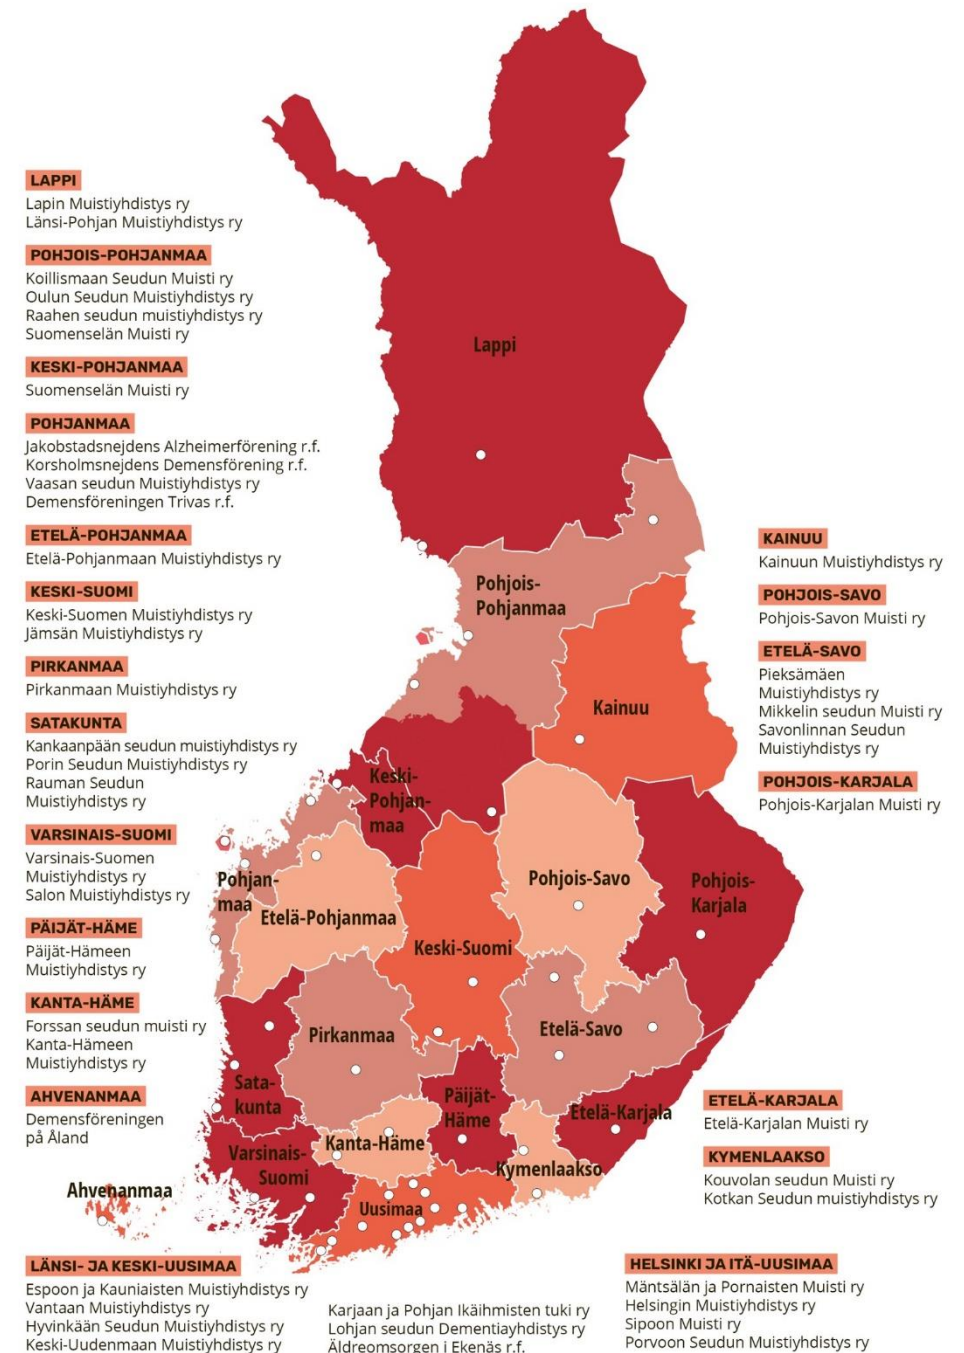 LAPPI
Lapin Muistiyhdistys ry
Länsi-Pohjan Muistiyhdistys ry
POHJOIS-POHJANMAA
Koillismaan Seudun Muisti ry
Oulun Seudun Muistiyhdistys ry
Raahen seudun muistiyhdistys ry
Suomenselän Muisti ry
KESKI-POHJANMAA
Suomenselän Muisti ry
POHJANMAA
Jakobstadsnejdens Alzheimerförening r.f.
Korsholmsnejdens Demensförening r.f.
Vaasan seudun Muistiyhdistys ry
Demensföreningen Trivas r.f.
ETELÄ-POHJANMAA
Etelä-Pohjanmaan Muistiyhdistys ry
KESKI-SUOMI
Keski-Suomen Muistiyhdistys ry
Jämsän Muistiyhdistys ry
PIRKANMAA
Pirkanmaan Muistiyhdistys ry
SATAKUNTA
Kankaanpään seudun muistiyhdistys ry
Porin Seudun Muistiyhdistys ry
Rauman Seudun
Muistiyhdistys ry
VARSINAIS-SUOMI
Varsinais-Suomen
Muistiyhdistys ry
Salon Muistiyhdistys ry
PÄIJÄT-HÄME
Päijät-Hämeen
Muistiyhdistys ry
KANTA-HÄME
Forssan seudun muisti ry
Kanta-Hämeen
Muistiyhdistys ry
AHVENANMAA
Demensföreningen
på Åland
Lappi
Pohjois-
Pohjanmaa
Kainuu
Keski-
Pohjan-
maa
Pohjan-
maa
Etelä-Pohjanmaa
Keski-Suomi
Pohjois-Savo
Pohjois-
Karjala
Pirkanmaa
Etelä-Savo
Sata-
kunta
Päijät-
Häme
Etelä-Karjala
Kanta-Häme
Varsinais-
Suomi
Kymenlaakso
Uusimaa
Ahvenanmaa
KAINUU
Kainuun Muistiyhdistys ry
POHJOIS-SAVO
Pohjois-Savon Muisti ry
ETELÄ-SAVO
Pieksämäen
Muistiyhdistys ry
Mikkelin seudun Muisti ry
Savonlinnan Seudun
Muistiyhdistys ry
POHJOIS-KARJALA
Pohjois-Karjalan Muisti ry
ETELÄ-KARJALA
Etelä-Karjalan Muisti ry
KYMENLAAKSO
Kouvolan seudun Muisti ry
Kotkan Seudun muistiyhdistys ry
LÄNSI- JA KESKI-UUSIMAA
Espoon ja Kauniaisten Muistiyhdistys ry
Vantaan Muistiyhdistys ry
Hyvinkään Seudun Muistiyhdistys ry
Keski-Uudenmaan Muistiyhdistys ry
Karjaan ja Pohjan Ikäihmisten tuki ry
Lohjan seudun Dementiayhdistys ry
Äldreomsorgen i Ekenäs r.f.
HELSINKI JA ITÄ-UUSIMAA
Mäntsälän ja Pornaisten Muisti ry
Helsingin Muistiyhdistys ry
Sipoon Muisti ry
Porvoon Seudun Muistiyhdistys ry